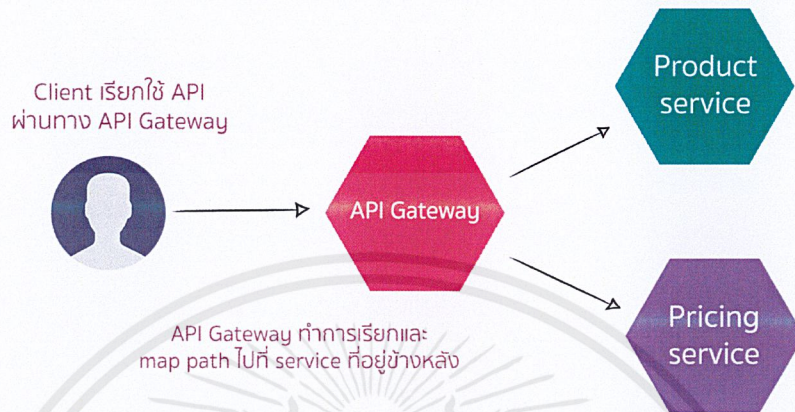 Client เรียกใช้ API
ผ่านทาง API Gateway
API Gateway
Product
service
Pricing
service
API Gateway ทำการเรียกและ
map path ไปที่ service ที่อยู่ข้างหลัง